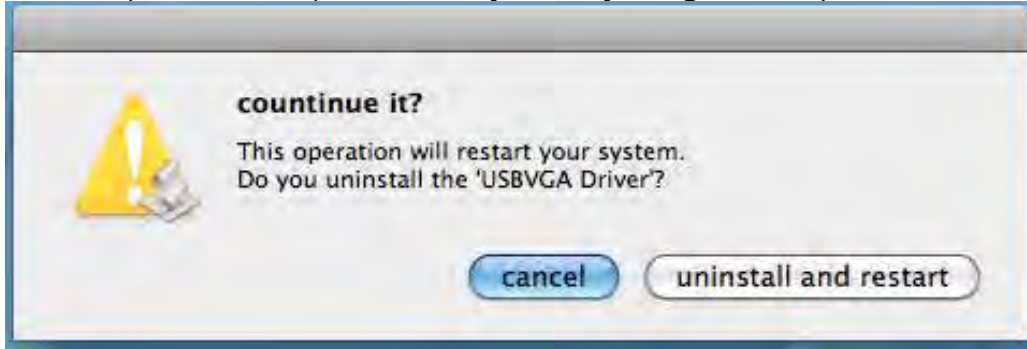 countinue it?
This operation will restart your system.
Do you uninstall the 'USBVGA Driver'?
cancel
uninstall and restart